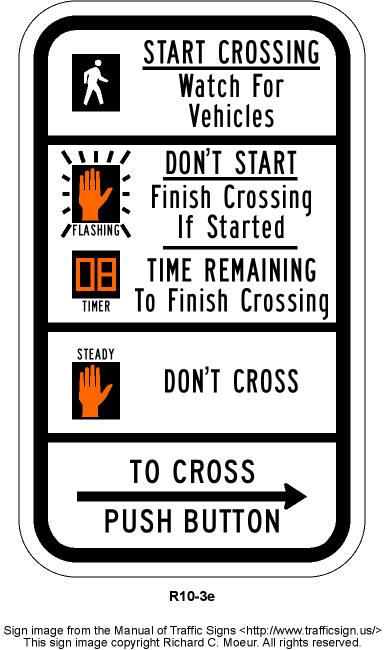 START CROSSING
Watch For
Vehicles
DON'T START
Finish Crossing
If Started
FLASHING
08
TIME REMAINING
To Finish Crossing
TIMER
STEADY
DON'T CROSS
TO CROSS
PUSH BUTTON
R10-3e
Sign image from the Manual of Traffic Signs <http://www.trafficsign.us/>
This sign image copyright Richard C. Moeur. All rights reserved.